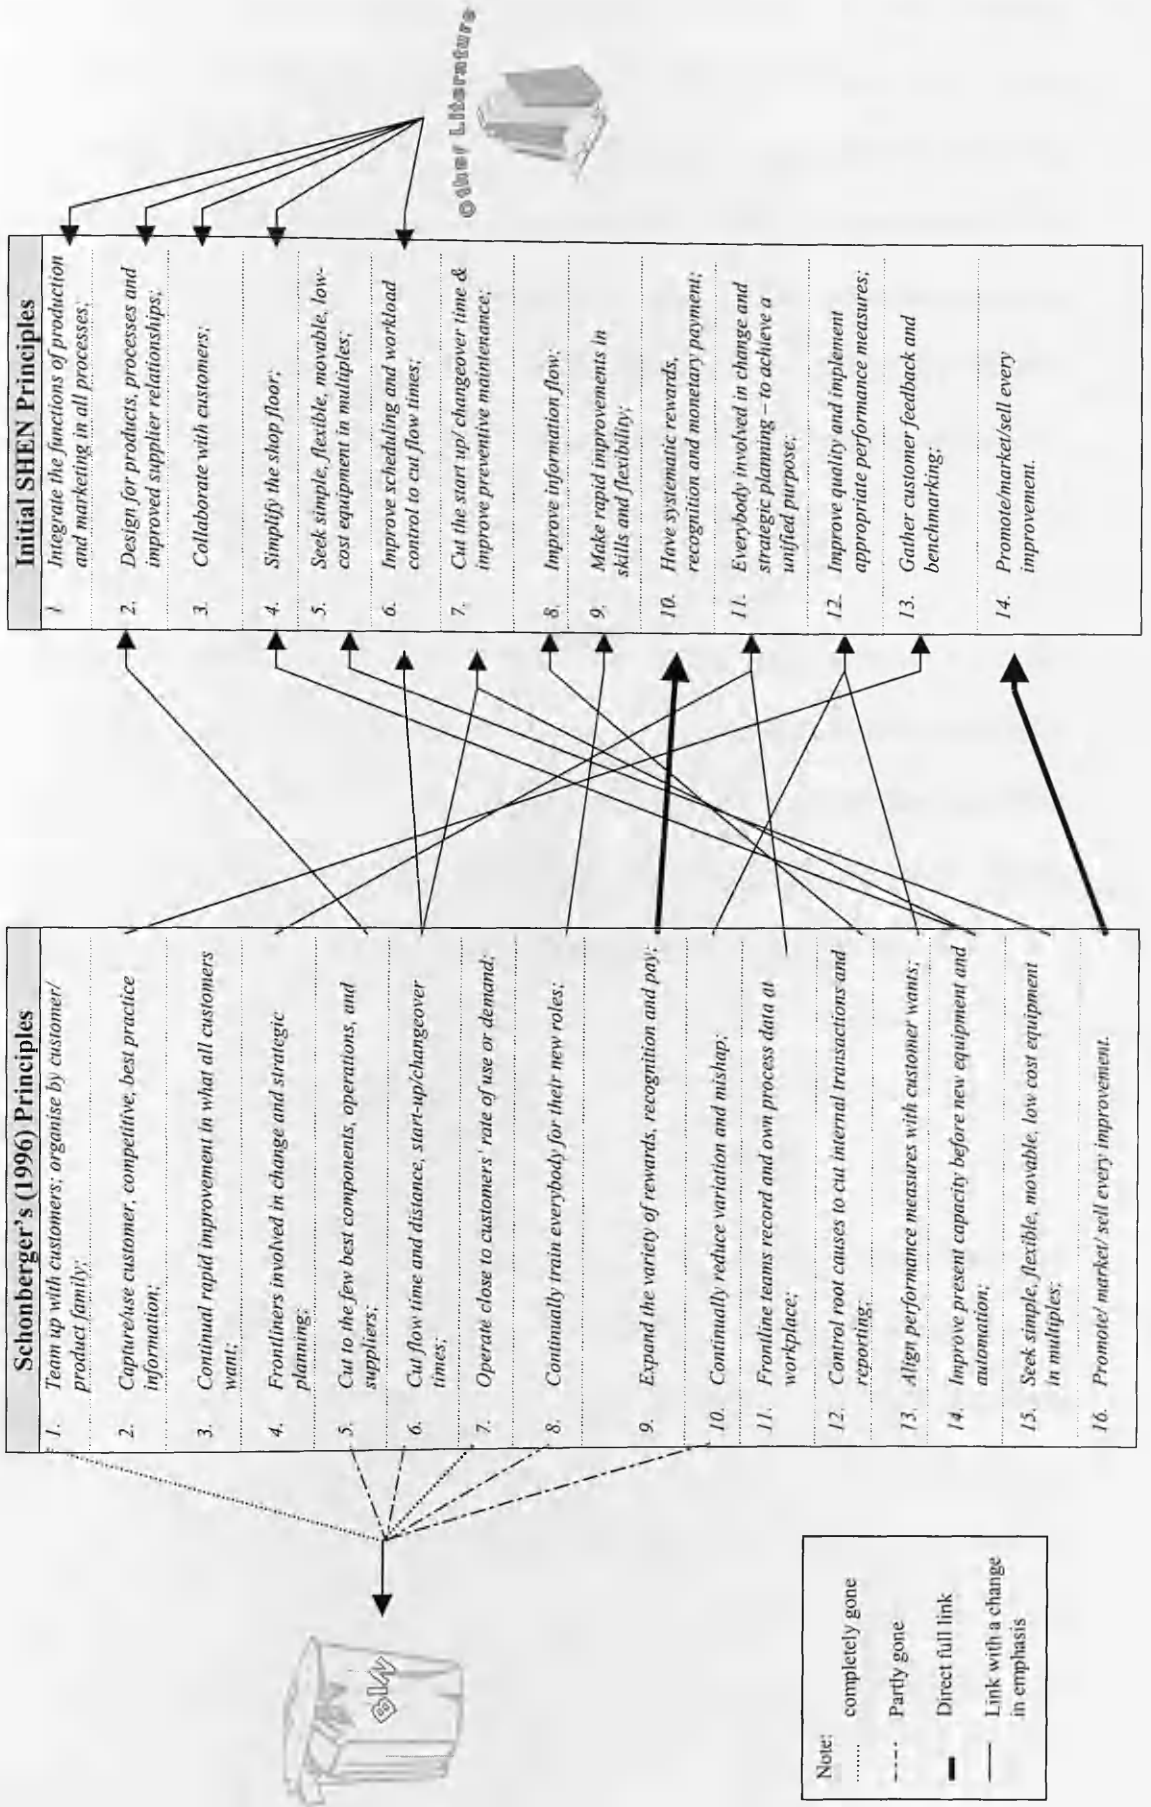 Schonberger's (1996) Principles
1. Team up with customers; organise by customer/
product family;
2. Capture/use customer, competitive, best practice
information;
3. Continual rapid improvement in what all customers
want;
4. Frontliners involved in change and strategic
planning;
5. Cut to the few best components, operations, and
suppliers;
6. Cut flow time and distance, start-up/changeover
times;
7. Operate close to customers' rate of use or demand;
8. Continually train everybody for their new roles;
9. Expand the variety of rewards, recognition and pay;
10. Continually reduce variation and mishap;
11. Frontline teams record and own process data at
workplace;
12. Control root causes to cut internal transactions and
reporting;
13. Align performance measures with customer wants;
14. Improve present capacity before new equipment and
automation;
15. Seek simple, flexible, movable, low cost equipment
in multiples;
16. Promote/ market/ sell every improvement.
Initial SHEN Principles
1 Integrate the functions of production
and marketing in all processes;
2. Design for products, processes and
improved supplier relationships;
3. Collaborate with customers;
4. Simplify the shop floor;
5. Seek simple, flexible, movable, low-
cost equipment in multiples;
6. Improve scheduling and workload
control to cut flow times;
7. Cut the start up/ changeover time &
improve preventive maintenance;
8. Improve information flow;
9. Make rapid improvements in
skills and flexibility;
10. Have systematic rewards,
recognition and monetary payment;
11. Everybody involved in change and
strategic planning – to achieve a
unified purpose;
12. Improve quality and implement
appropriate performance measures;
13. Gather customer feedback and
benchmarking;
14. Promote/market/sell every
improvement.
Other Literature
BIN
Note:
completely gone
Partly gone
Direct full link
Link with a change
in emphasis